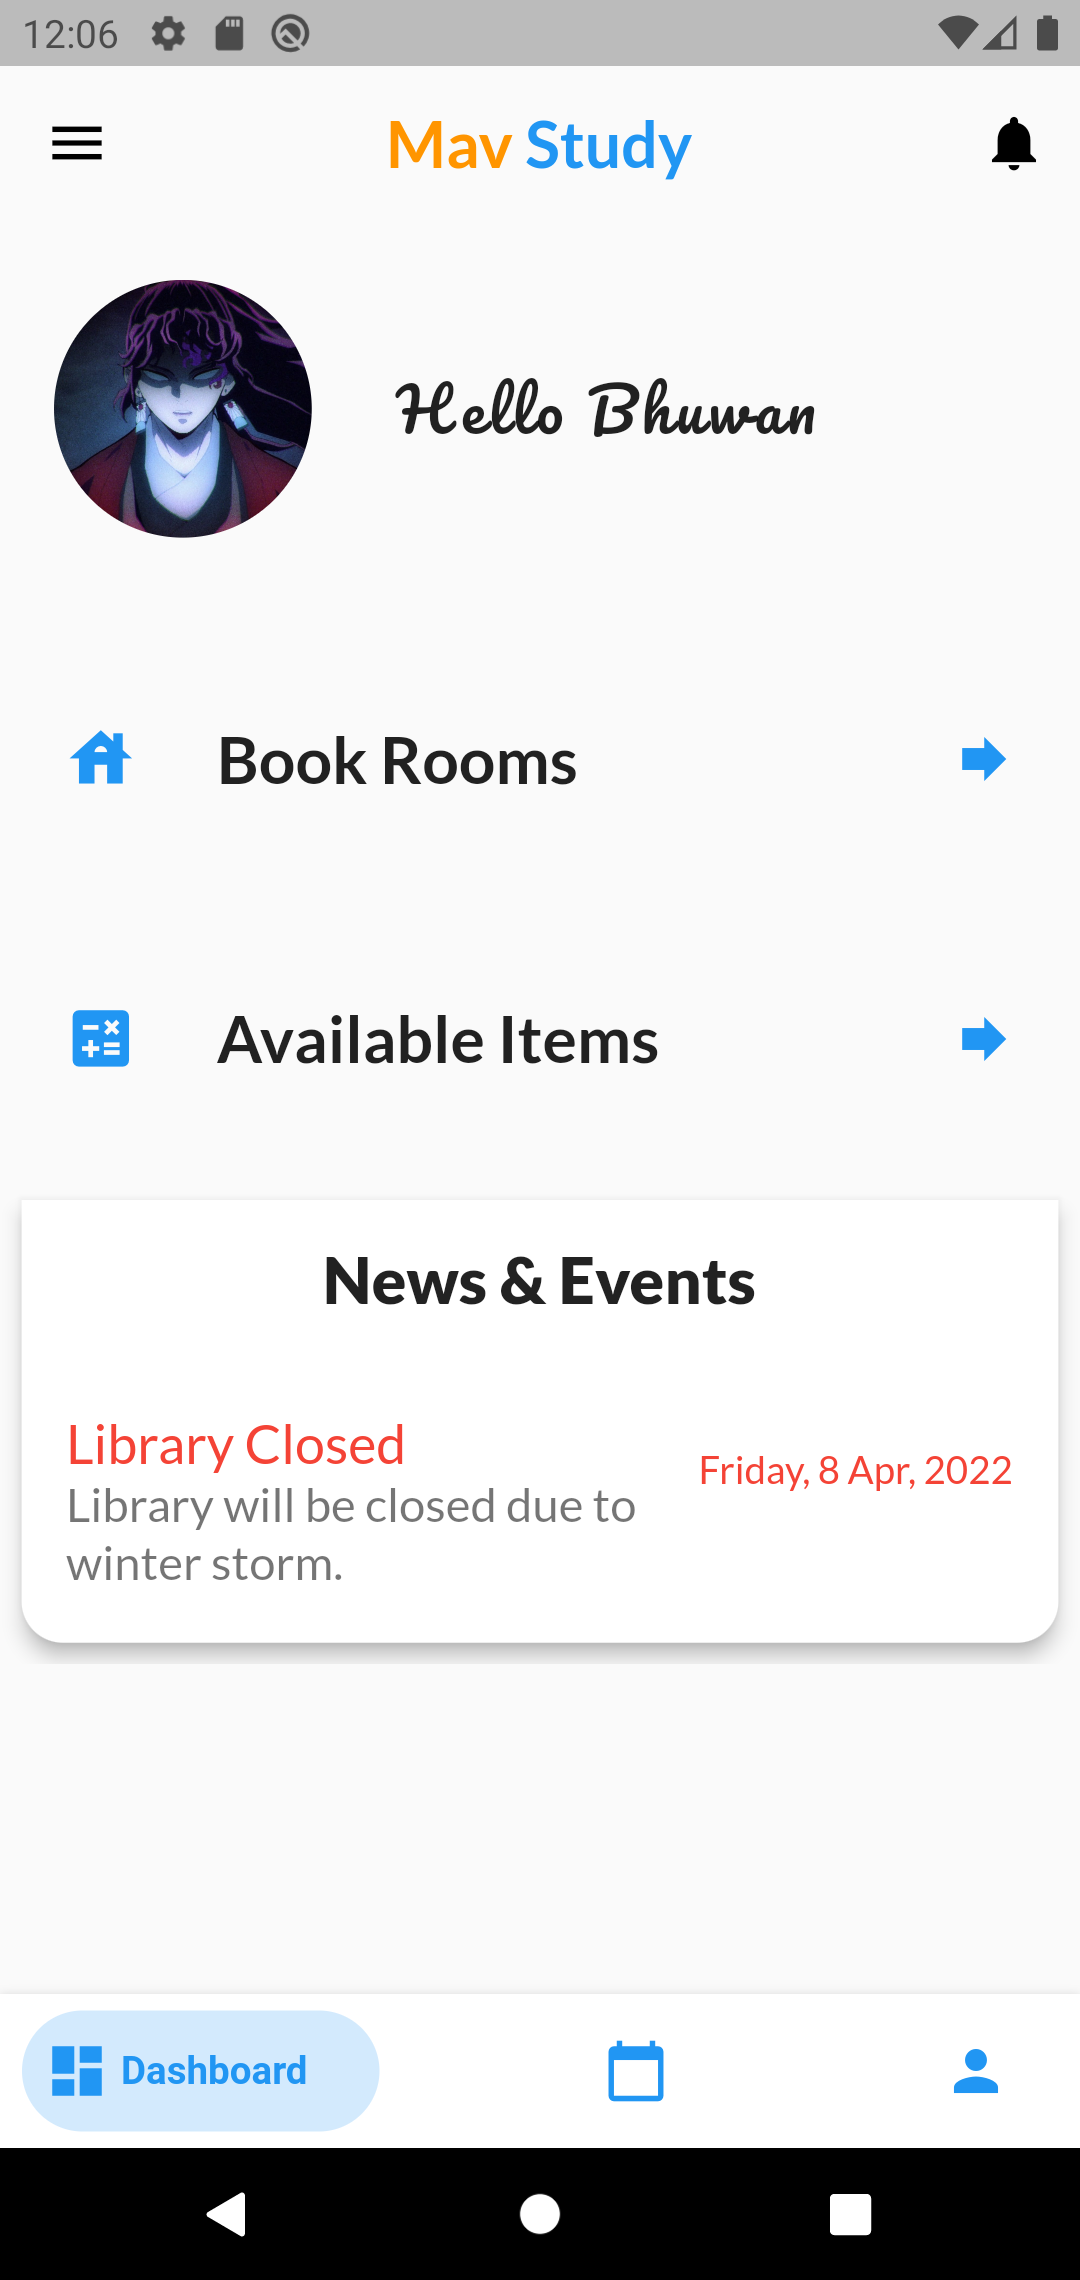 12:06
Mav Study
Hello Bhuwan
Book Rooms
Available Items
News & Events
Library Closed
Friday, 8 Apr, 2022
Library will be closed due to
winter storm.
Dashboard